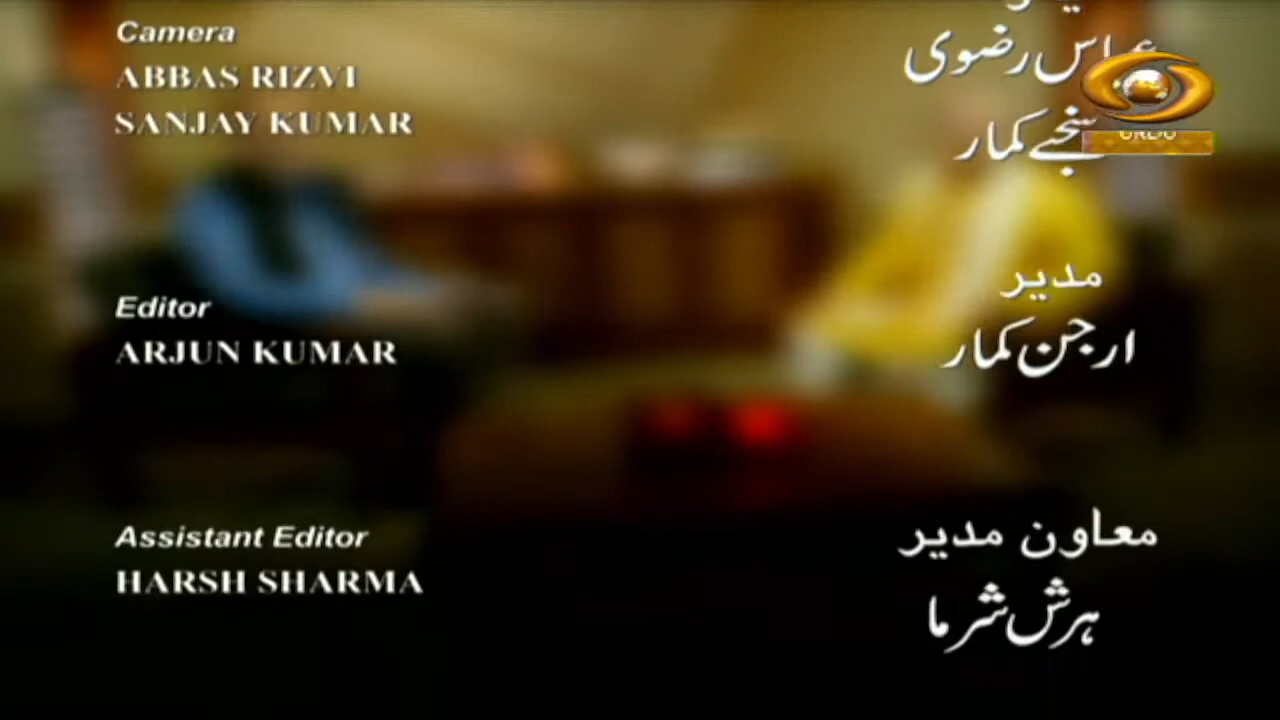 Camera
ABBAS RIZVI
SANJAY KUMAR
عباس رضوی
سنجے کمار
URDU
Editor
ARJUN KUMAR
مدیر
ارجن کمار
Assistant Editor
HARSH SHARMA
معاون مدیر
ہرش شرما